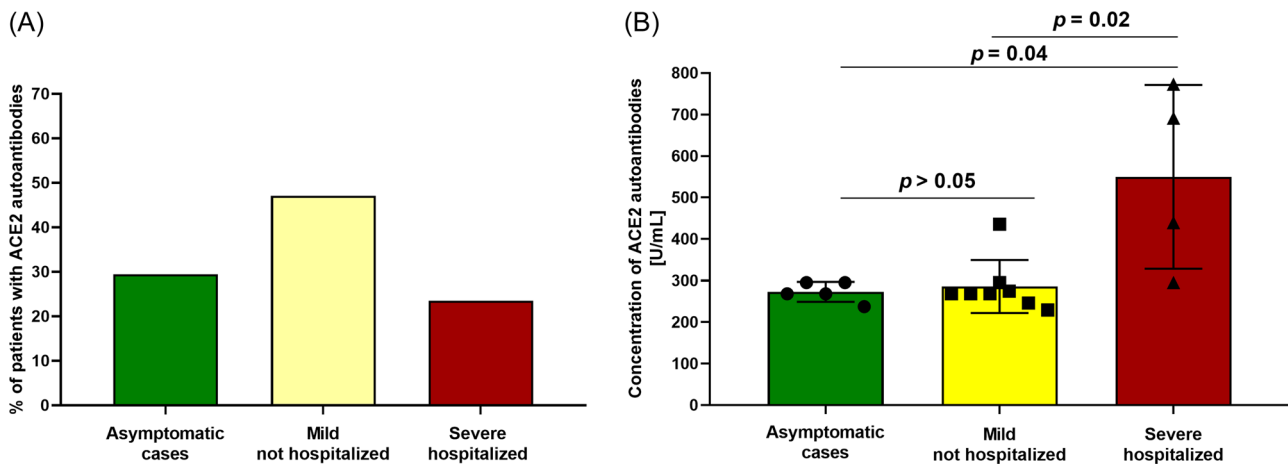 (A)
% of patients with ACE2 autoantibodies
70
60
50
40
30
20
10
0
Asymptomatic
cases
Mild
not hospitalized
Severe
hospitalized
(B)
Concentration of ACE2 autoantibodies
[U/mL]
800
700
600
500
400
300
200
100
0
p = 0.02
p = 0.04
p > 0.05
Asymptomatic
cases
Mild
not hospitalized
Severe
hospitalized